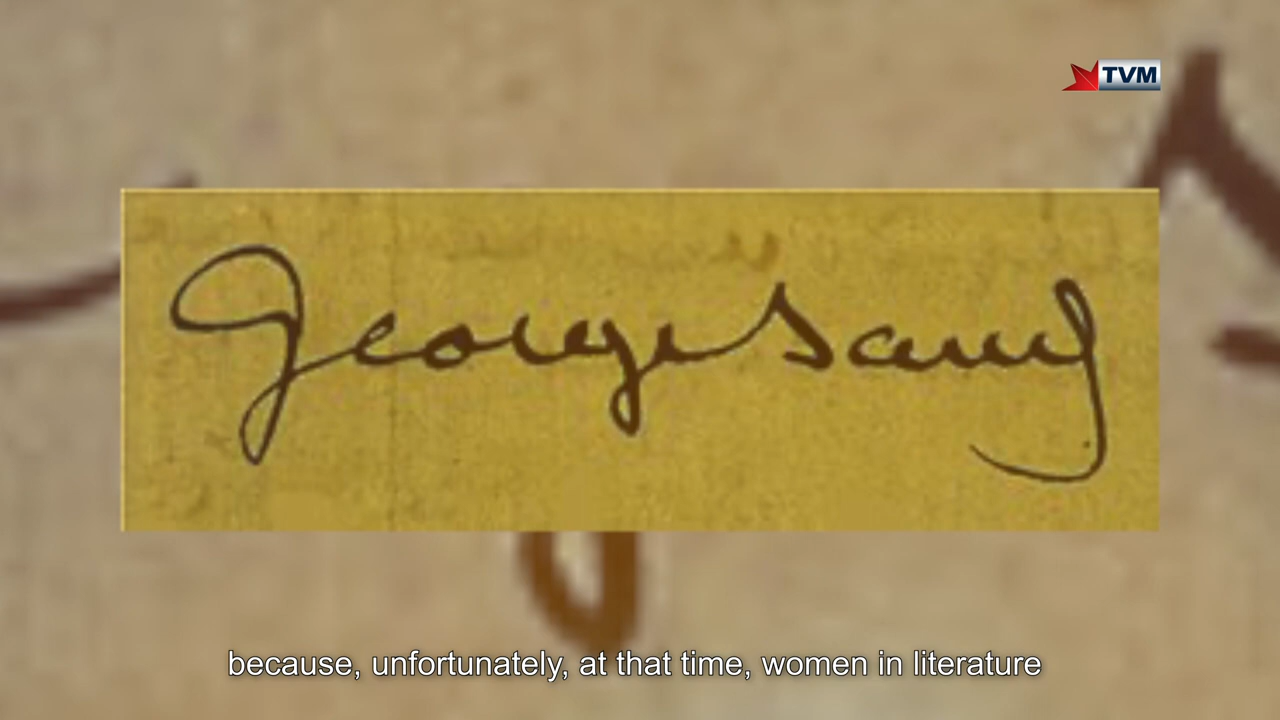 TVM
George Sand
because, unfortunately, at that time, women in literature